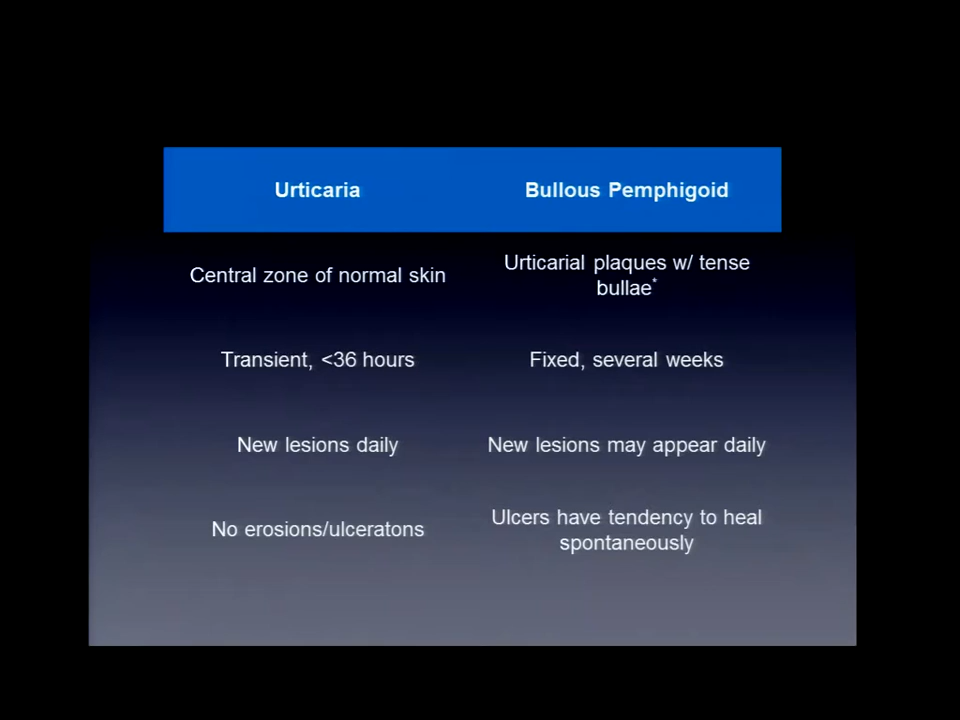 Urticaria Bullous Pemphigoid
Central zone of normal skin
Urticarial plaques w/ tense
bullae*
Transient, <36 hours Fixed, several weeks
New lesions daily New lesions may appear daily
No erosions/ulceratons
Ulcers have tendency to heal
spontaneously